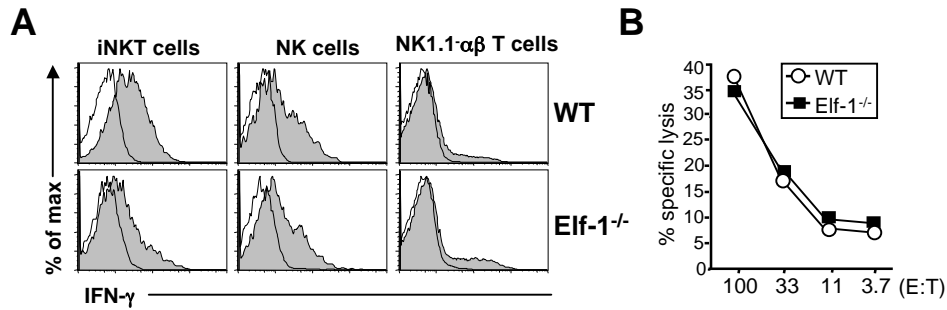 A
iNKT cells
NK cells
NK1.1⁻αβ T cells
WT
Elf-1⁻/⁻
% of max
IFN-γ
B
% specific lysis
40
35
30
25
20
15
10
5
0
WT
Elf-1⁻/⁻
100 33 11 3.7 (E:T)